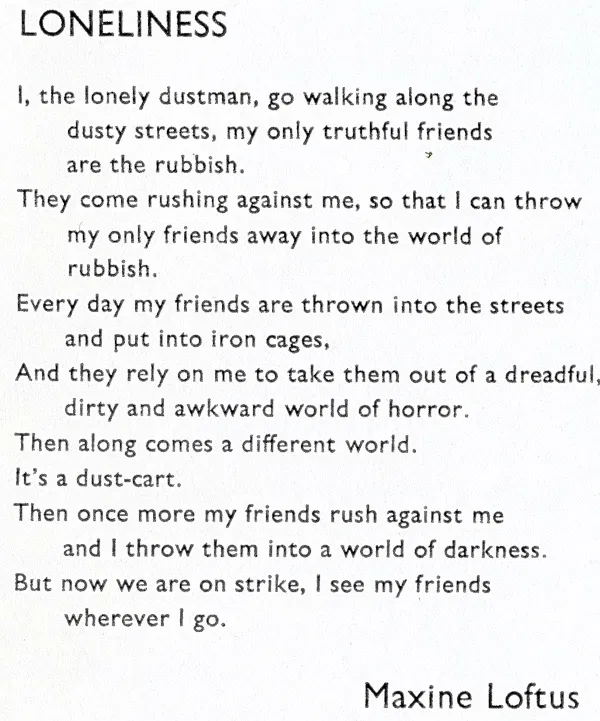 LONELINESS
I, the lonely dustman, go walking along the
dusty streets, my only truthful friends
are the rubbish.
They come rushing against me, so that I can throw
my only friends away into the world of
rubbish.
Every day my friends are thrown into the streets
and put into iron cages,
And they rely on me to take them out of a dreadful,
dirty and awkward world of horror.
Then along comes a different world.
It's a dust-cart.
Then once more my friends rush against me
and I throw them into a world of darkness.
But now we are on strike, I see my friends
wherever I go.
Maxine Loftus